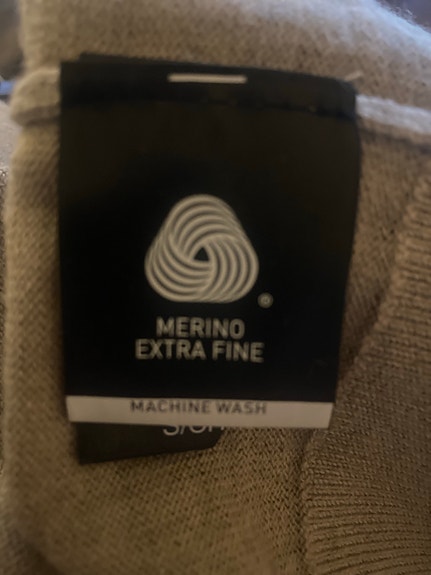 ®
MERINO
EXTRA FINE
MACHINE WASH